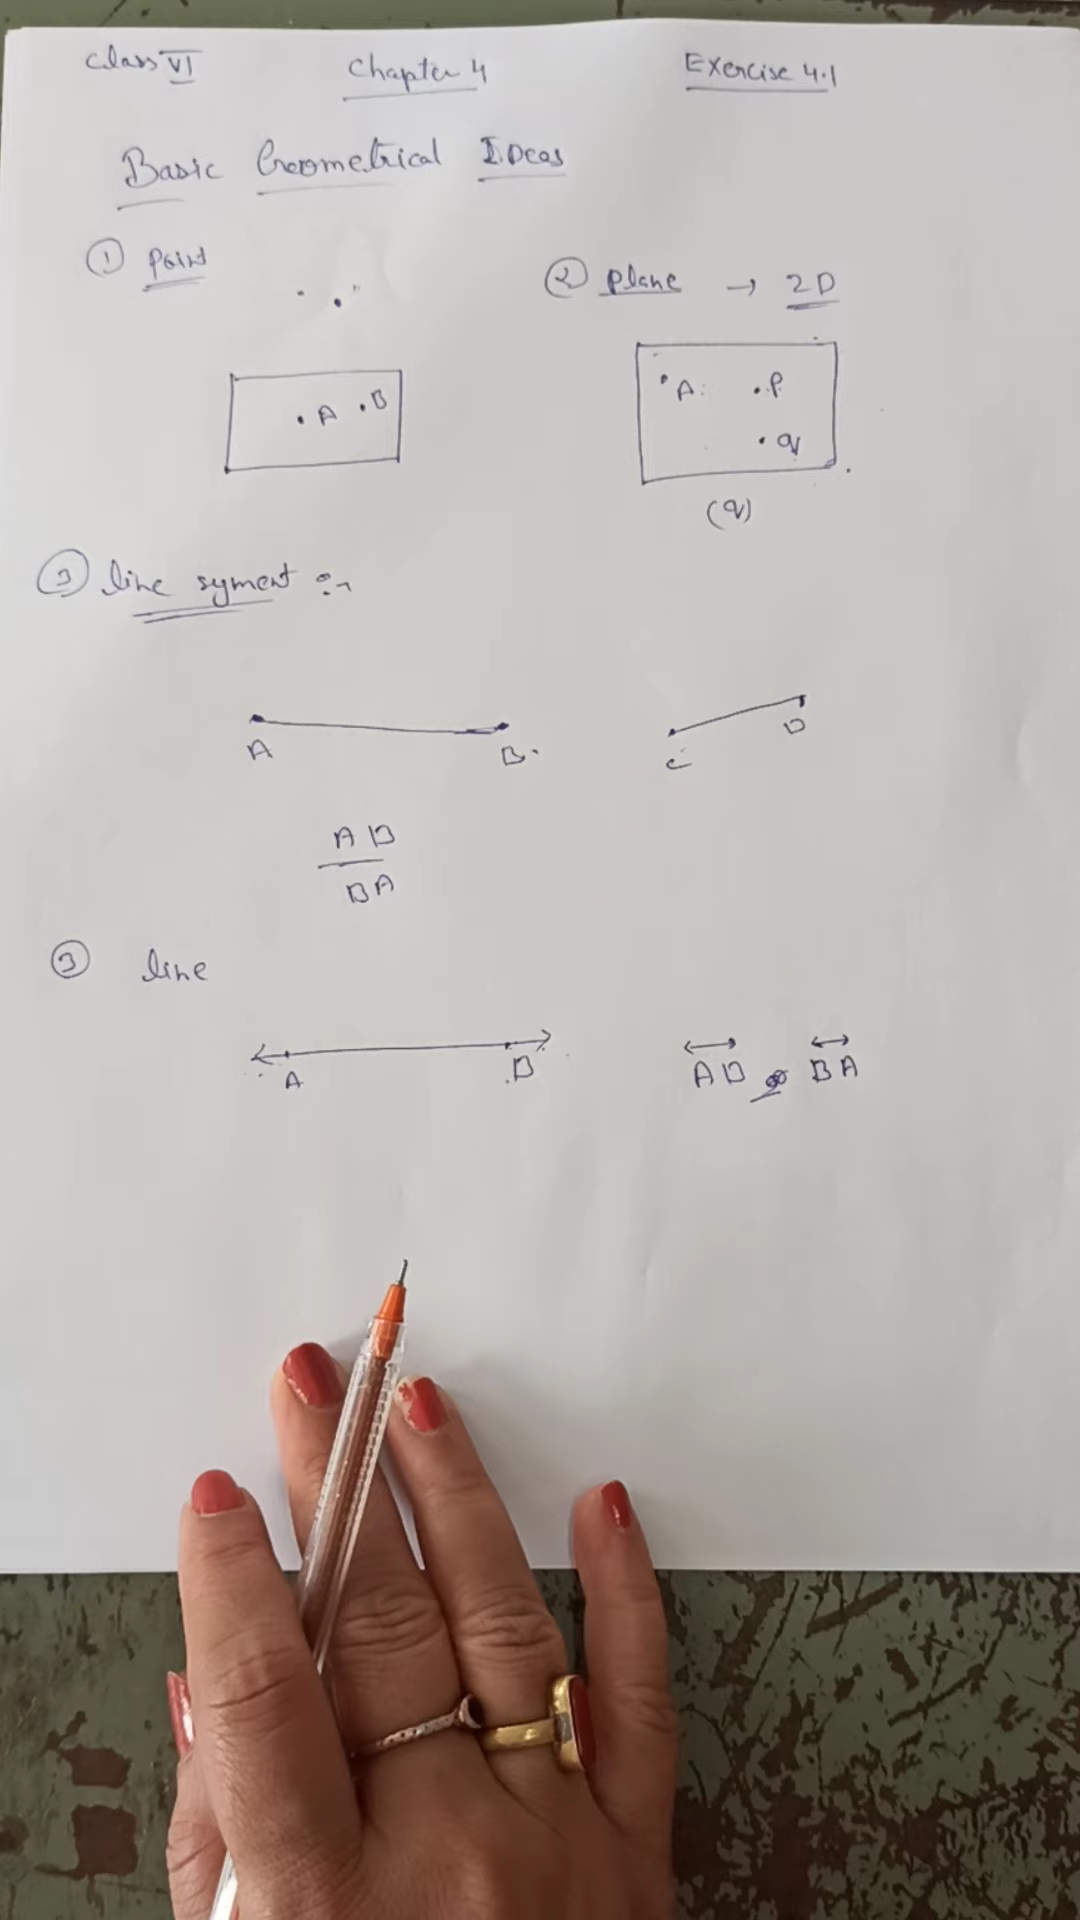 Class VI Chapter 4 Exercise 4.1
Basic Geometrical IDeas
① Point
② plane → 2D
• A • B
• A • P
• q
(q)
③ line syment :-
A B
C D
AB
BA
③ line
A B
AB BA